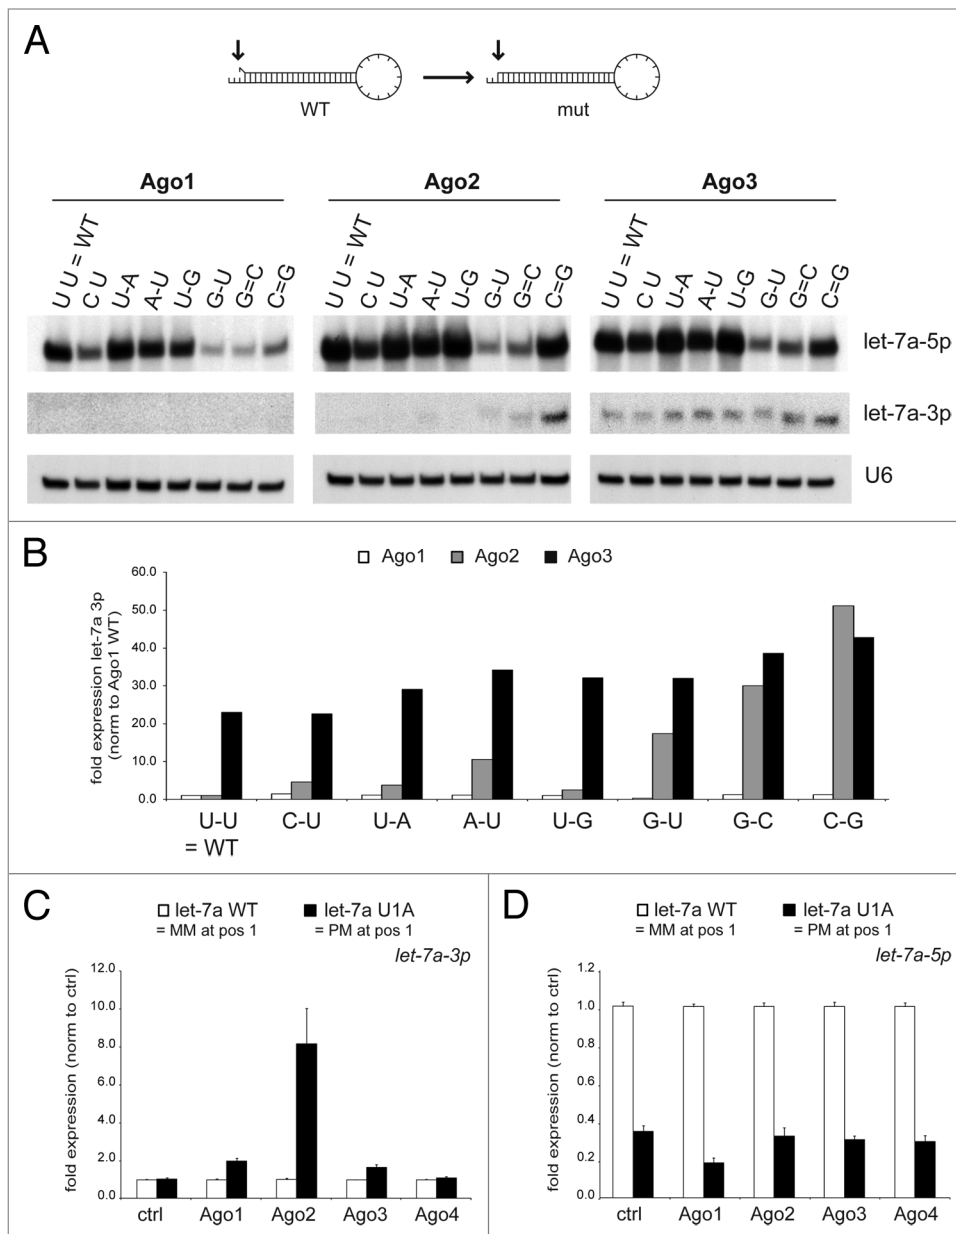 A
WT
mut
Ago1
Ago2
Ago3
U U = WT
C U
U-A
A-U
U-G
G-U
G=C
C=G
U U = WT
C U
U-A
A-U
U-G
G-U
G=C
C=G
U U = WT
C U
U-A
A-U
U-G
G-U
G=C
C=G
let-7a-5p
let-7a-3p
U6
B
Ago1 Ago2 Ago3
fold expression let-7a 3p
(norm to Ago1 WT)
60.0
50.0
40.0
30.0
20.0
10.0
0.0
U-U C-U U-A A-U U-G G-U G-C C-G
= WT
C
let-7a WT let-7a U1A
= MM at pos 1 = PM at pos 1
let-7a-3p
fold expression (norm to ctrl)
12.0
10.0
8.0
6.0
4.0
2.0
0.0
ctrl Ago1 Ago2 Ago3 Ago4
D
let-7a WT let-7a U1A
= MM at pos 1 = PM at pos 1
let-7a-5p
fold expression (norm to ctrl)
1.2
1.0
0.8
0.6
0.4
0.2
0.0
ctrl Ago1 Ago2 Ago3 Ago4